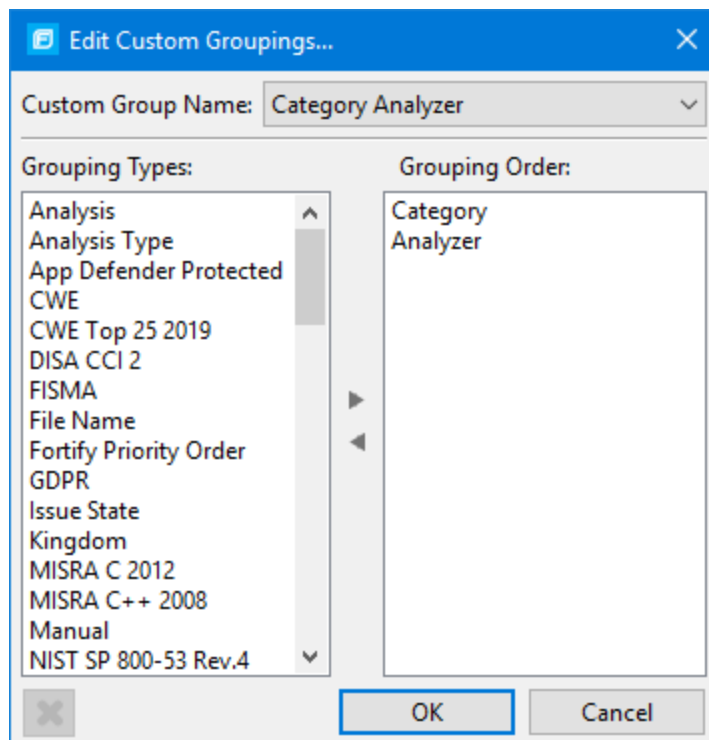 Edit Custom Groupings...
Custom Group Name: Category Analyzer
Grouping Types:
Grouping Order:
Analysis
Analysis Type
App Defender Protected
CWE
CWE Top 25 2019
DISA CCI 2
FISMA
File Name
Fortify Priority Order
GDPR
Issue State
Kingdom
MISRA C 2012
MISRA C++ 2008
Manual
NIST SP 800-53 Rev.4
Category
Analyzer
OK
Cancel